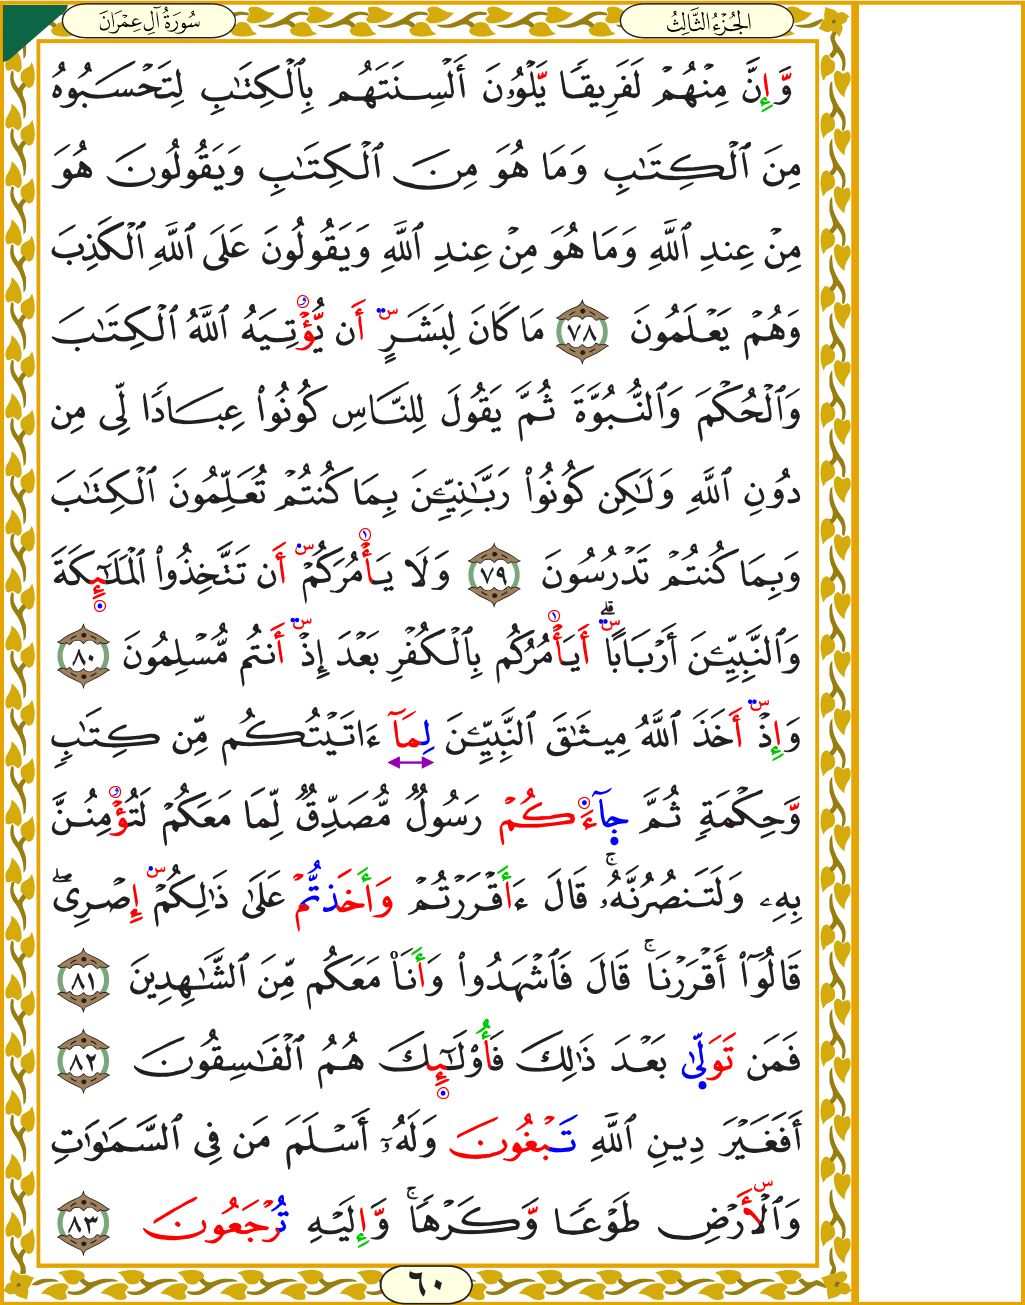 الجُزْءُ الثَّالِثُ
سُورَةُ آلِ عِمْرَانَ
وَإِنَّ مِنْهُمْ لَفَرِيقًا يَلْوُۥنَ أَلْسِنَتَهُم بِٱلْكِتَٰبِ لِتَحْسَبُوهُ
مِنَ ٱلْكِتَٰبِ وَمَا هُوَ مِنَ ٱلْكِتَٰبِ وَيَقُولُونَ هُوَ
مِنْ عِندِ ٱللَّهِ وَمَا هُوَ مِنْ عِندِ ٱللَّهِ وَيَقُولُونَ عَلَى ٱللَّهِ ٱلْكَذِبَ
وَهُمْ يَعْلَمُونَ ٧٨ مَا كَانَ لِبَشَرٍ أَن يُؤْتِيَهُ ٱللَّهُ ٱلْكِتَٰبَ
وَٱلْحُكْمَ وَٱلنُّبُوَّةَ ثُمَّ يَقُولَ لِلنَّاسِ كُونُوا۟ عِبَادًا لِّى مِن
دُونِ ٱللَّهِ وَلَٰكِن كُونُوا۟ رَبَّٰنِيِّۦنَ بِمَا كُنتُمْ تُعَلِّمُونَ ٱلْكِتَٰبَ
وَبِمَا كُنتُمْ تَدْرُسُونَ ٧٩ وَلَا يَأْمُرَكُمْ أَن تَتَّخِذُوا۟ ٱلْمَلَٰٓئِكَةَ
وَٱلنَّبِيِّۦنَ أَرْبَابًا ۗ أَيَأْمُرُكُم بِٱلْكُفْرِ بَعْدَ إِذْ أَنتُم مُّسْلِمُونَ ٨٠
وَإِذْ أَخَذَ ٱللَّهُ مِيثَٰقَ ٱلنَّبِيِّۦنَ لِمَآ ءَاتَيْتُكُم مِّن كِتَٰبٍ
وَحِكْمَةٍ ثُمَّ جَآءَكُمْ رَسُولٌ مُّصَدِّقٌ لِّمَا مَعَكُمْ لَتُؤْمِنُنَّ
بِهِۦ وَلَتَنصُرُنَّهُۥ ۚ قَالَ ءَأَقْرَرْتُمْ وَأَخَذتُّمْ عَلَىٰ ذَٰلِكُمْ إِصْرِى ۖ
قَالُوٓا۟ أَقْرَرْنَا ۚ قَالَ فَٱشْهَدُوا۟ وَأَنَا۠ مَعَكُم مِّنَ ٱلشَّٰهِدِينَ ٨١
فَمَن تَوَلَّىٰ بَعْدَ ذَٰلِكَ فَأُو۟لَٰٓئِكَ هُمُ ٱلْفَٰسِقُونَ ٨٢
أَفَغَيْرَ دِينِ ٱللَّهِ تَبْغُونَ وَلَهُۥٓ أَسْلَمَ مَن فِى ٱلسَّمَٰوَٰتِ
وَٱلْأَرْضِ طَوْعًا وَكَرْهًا ۚ وَإِلَيْهِ تُرْجَعُونَ ٨٣
٦٠